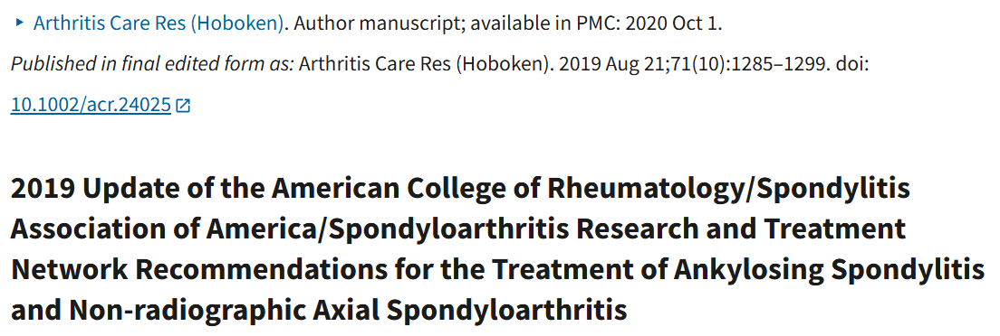 ▸ Arthritis Care Res (Hoboken). Author manuscript; available in PMC: 2020 Oct 1.
Published in final edited form as: Arthritis Care Res (Hoboken). 2019 Aug 21;71(10):1285–1299. doi:
10.1002/acr.24025
2019 Update of the American College of Rheumatology/Spondylitis
Association of America/Spondyloarthritis Research and Treatment
Network Recommendations for the Treatment of Ankylosing Spondylitis
and Non-radiographic Axial Spondyloarthritis